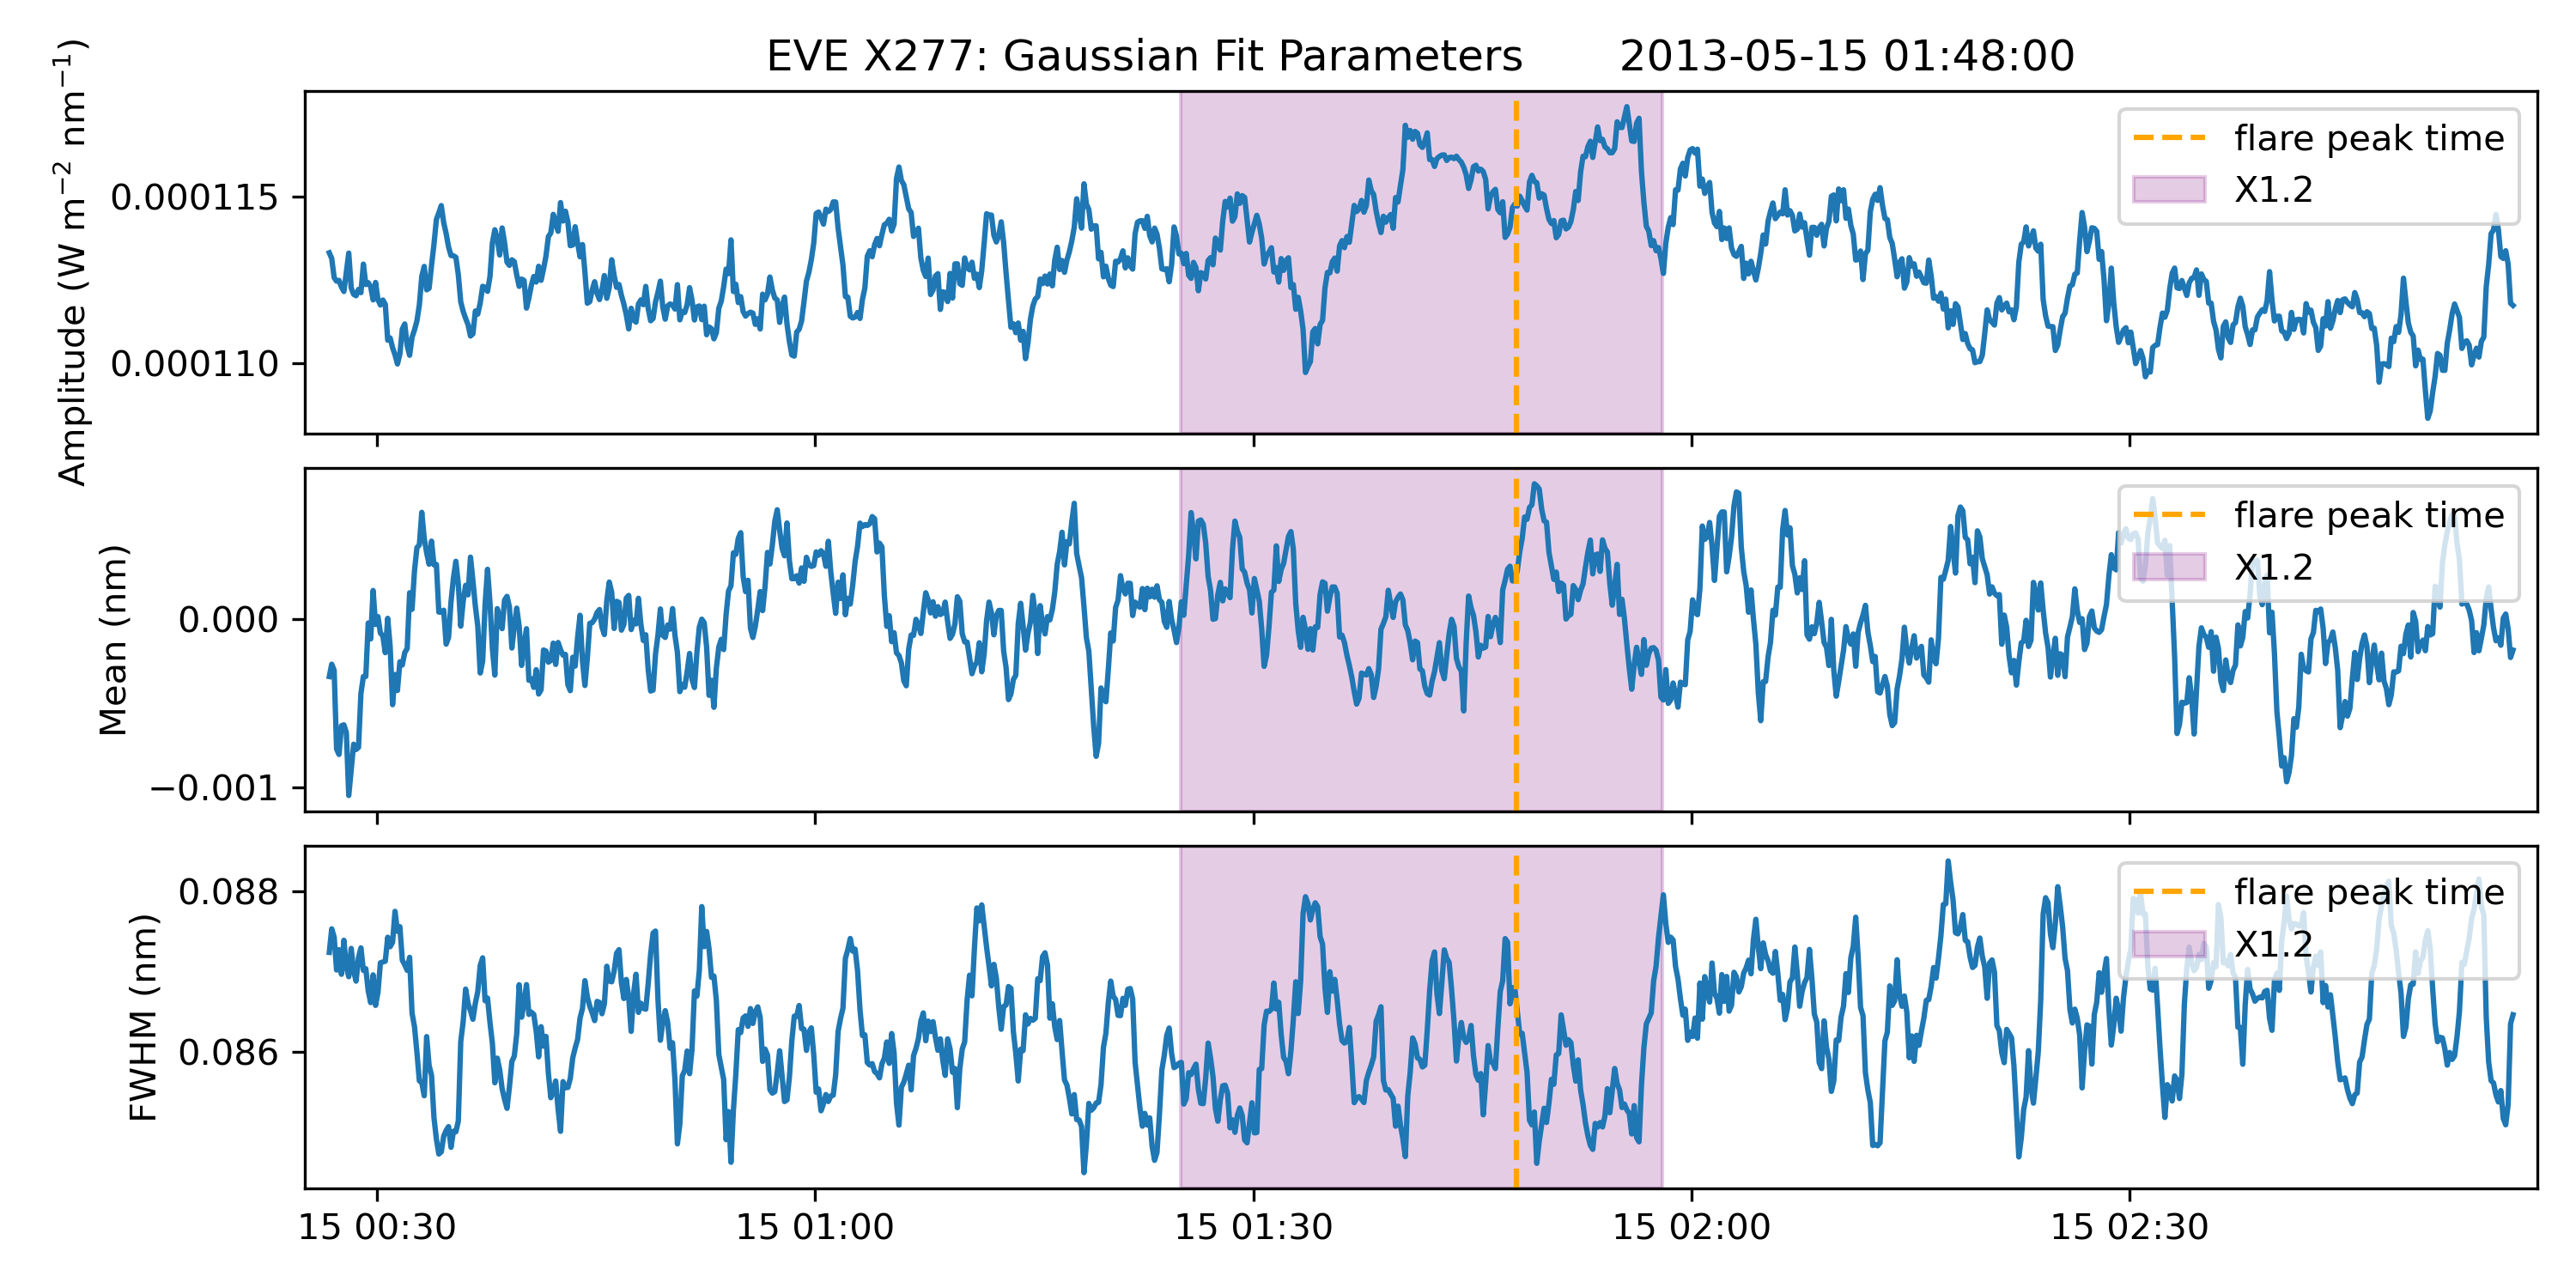 EVE X277: Gaussian Fit Parameters 2013-05-15 01:48:00
Amplitude (W m⁻² nm⁻¹)
0.000115
0.000110
flare peak time
X1.2
Mean (nm)
0.000
−0.001
flare peak time
X1.2
FWHM (nm)
0.088
0.086
flare peak time
X1.2
15 00:30 15 01:00 15 01:30 15 02:00 15 02:30